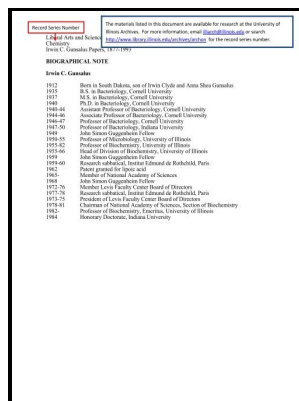 Record Series Number
The materials listed in this document are available for research at the University of
Illinois Archives. For more information, email illiarch@illinois.edu or search
http://www.library.illinois.edu/archives/archon for the record series number.
Liberal Arts and Sciences
Chemistry
Irwin C. Gunsalus Papers, 1877-1993
BIOGRAPHICAL NOTE
Irwin C. Gunsalus
1912 Born in South Dakota, son of Irwin Clyde and Anna Shea Gunsalus
1935 B.S. in Bacteriology, Cornell University
1937 M.S. in Bacteriology, Cornell University
1940 Ph.D. in Bacteriology, Cornell University
1940-44 Assistant Professor of Bacteriology, Cornell University
1944-46 Associate Professor of Bacteriology, Cornell University
1946-47 Professor of Bacteriology, Cornell University
1947-50 Professor of Bacteriology, Indiana University
1949 John Simon Guggenheim Fellow
1950-55 Professor of Microbiology, University of Illinois
1955-82 Professor of Biochemistry, University of Illinois
1955-66 Head of Division of Biochemistry, University of Illinois
1959 John Simon Guggenheim Fellow
1959-60 Research sabbatical, Institut Edmund de Rothchild, Paris
1962 Patent granted for lipoic acid
1965- Member of National Academy of Sciences
1968 John Simon Guggenheim Fellow
1972-76 Member Levis Faculty Center Board of Directors
1977-78 Research sabbatical, Institut Edmund de Rothchild, Paris
1973-75 President of Levis Faculty Center Board of Directors
1978-81 Chairman of National Academy of Sciences, Section of Biochemistry
1982- Professor of Biochemistry, Emeritus, University of Illinois
1984 Honorary Doctorate, Indiana University